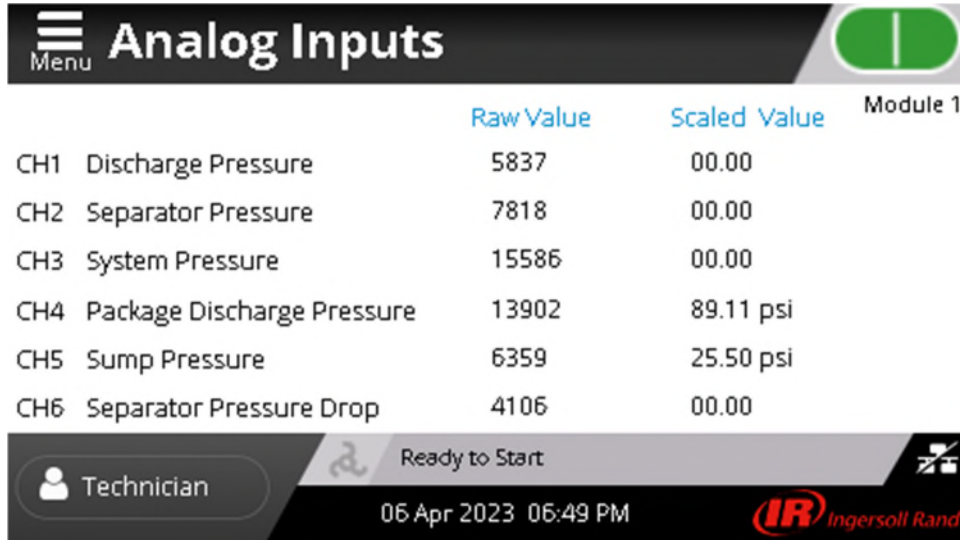 Menu Analog Inputs
Raw Value Scaled Value Module 1
CH1 Discharge Pressure 5837 00.00
CH2 Separator Pressure 7818 00.00
CH3 System Pressure 15586 00.00
CH4 Package Discharge Pressure 13902 89.11 psi
CH5 Sump Pressure 6359 25.50 psi
CH6 Separator Pressure Drop 4106 00.00
Ready to Start
Technician
06 Apr 2023 06:49 PM
IR Ingersoll Rand